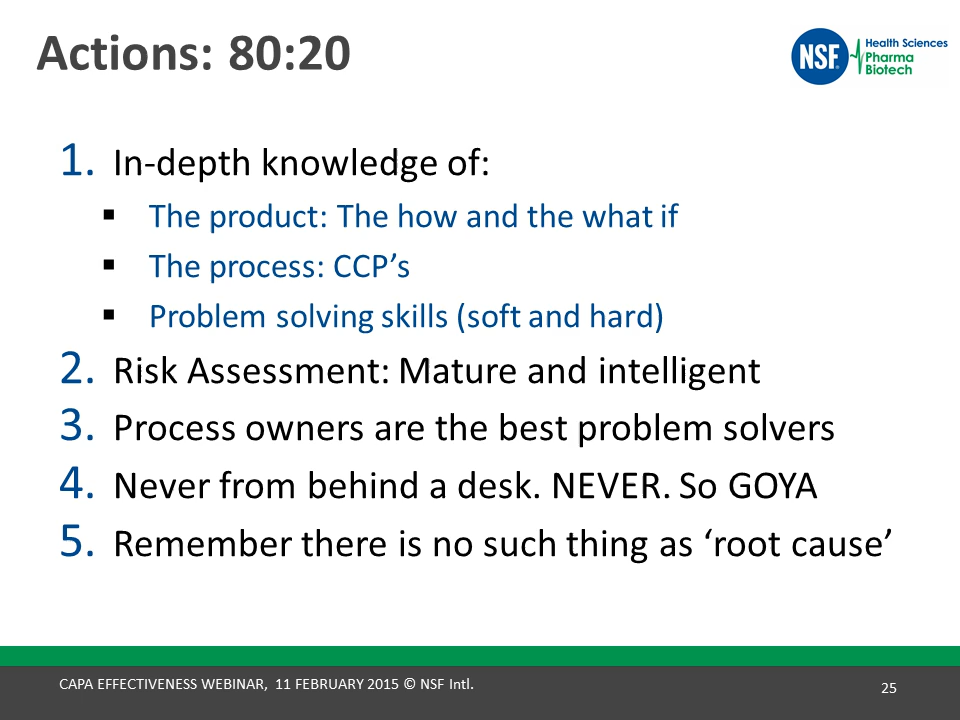 Actions: 80:20
NSF
Health Sciences
Pharma
Biotech
1. In-depth knowledge of:
▪ The product: The how and the what if
▪ The process: CCP’s
▪ Problem solving skills (soft and hard)
2. Risk Assessment: Mature and intelligent
3. Process owners are the best problem solvers
4. Never from behind a desk. NEVER. So GOYA
5. Remember there is no such thing as ‘root cause’
CAPA EFFECTIVENESS WEBINAR, 11 FEBRUARY 2015 © NSF Intl.
25